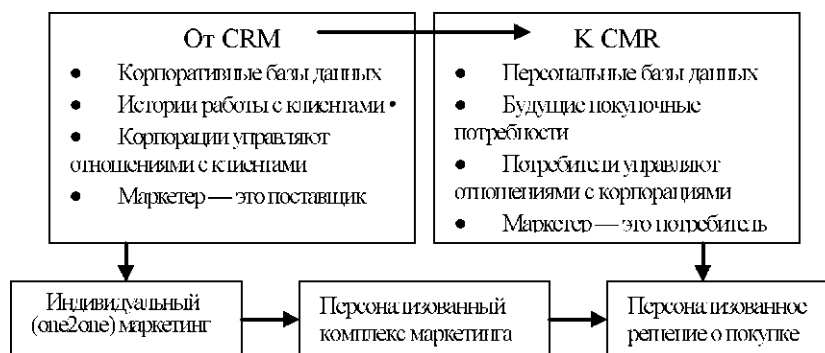 От CRM
• Корпоративные базы данных
• Истории работы с клиентами •
• Корпорации управляют
отношениями с клиентами
• Маркетер — это поставщик
К CMR
• Персональные базы данных
• Будущие покупочные
потребности
• Потребители управляют
отношениями с корпорациями
• Маркетер — это потребитель
Индивидуальный
(one2one) маркетинг
Персонализованный
комплекс маркетинга
Персонализованное
решение о покупке